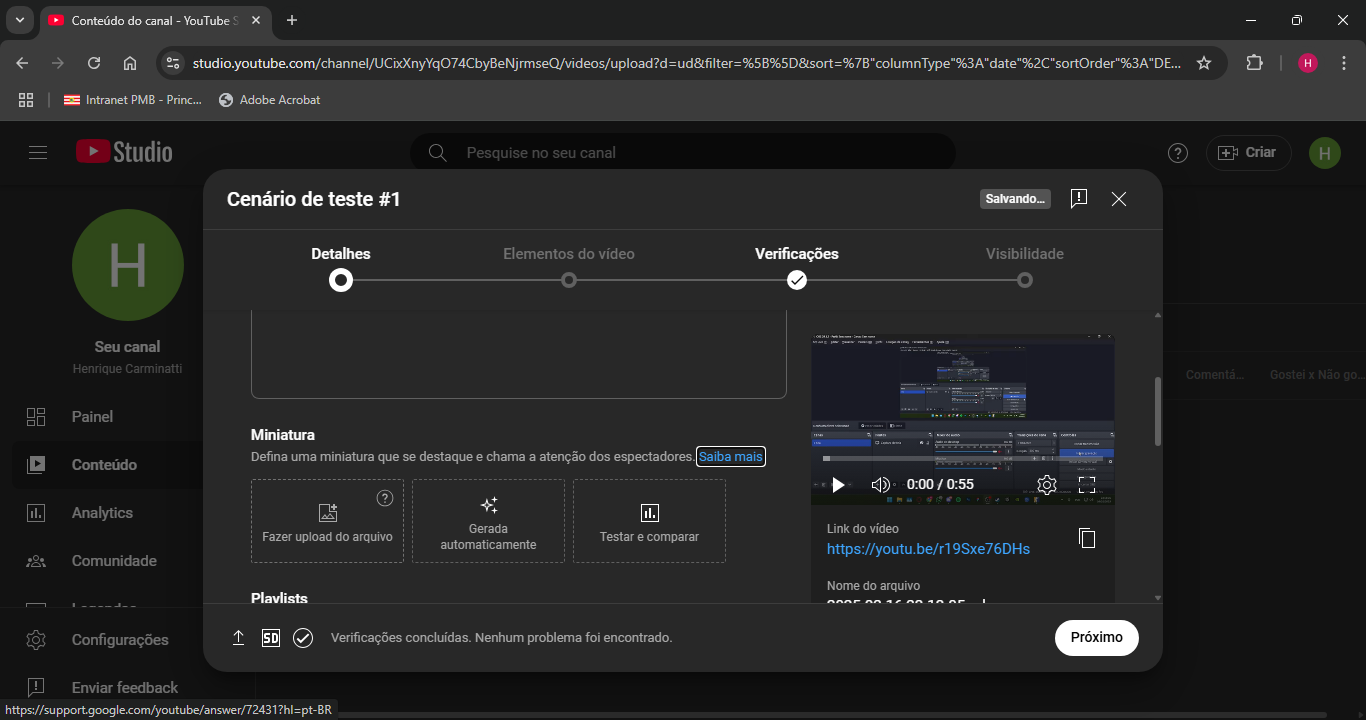 Conteúdo do canal - YouTube S
studio.youtube.com/channel/UCixXnyYqO74CbyBeNjrmseQ/videos/upload?d=ud&filter=%5B%5D&sort=%7B"columnType"%3A"date"%2C"sortOrder"%3A"DE...
H
Intranet PMB - Princ...
Adobe Acrobat
Studio
Pesquise no seu canal
Criar
H
Cenário de teste #1
Salvando...
Detalhes
Elementos do vídeo
Verificações
Visibilidade
H
Seu canal
Henrique Carminatti
Painel
Conteúdo
Analytics
Comunidade
Legendas
Configurações
Enviar feedback
Comentá...
Gostei x Não go...
Miniatura
Defina uma miniatura que se destaque e chama a atenção dos espectadores. Saiba mais
Fazer upload do arquivo
Gerada
automaticamente
Testar e comparar
Playlists
0:00 / 0:55
Link do vídeo
https://youtu.be/r19Sxe76DHs
Nome do arquivo
SD
Verificações concluídas. Nenhum problema foi encontrado.
Próximo
https://support.google.com/youtube/answer/72431?hl=pt-BR